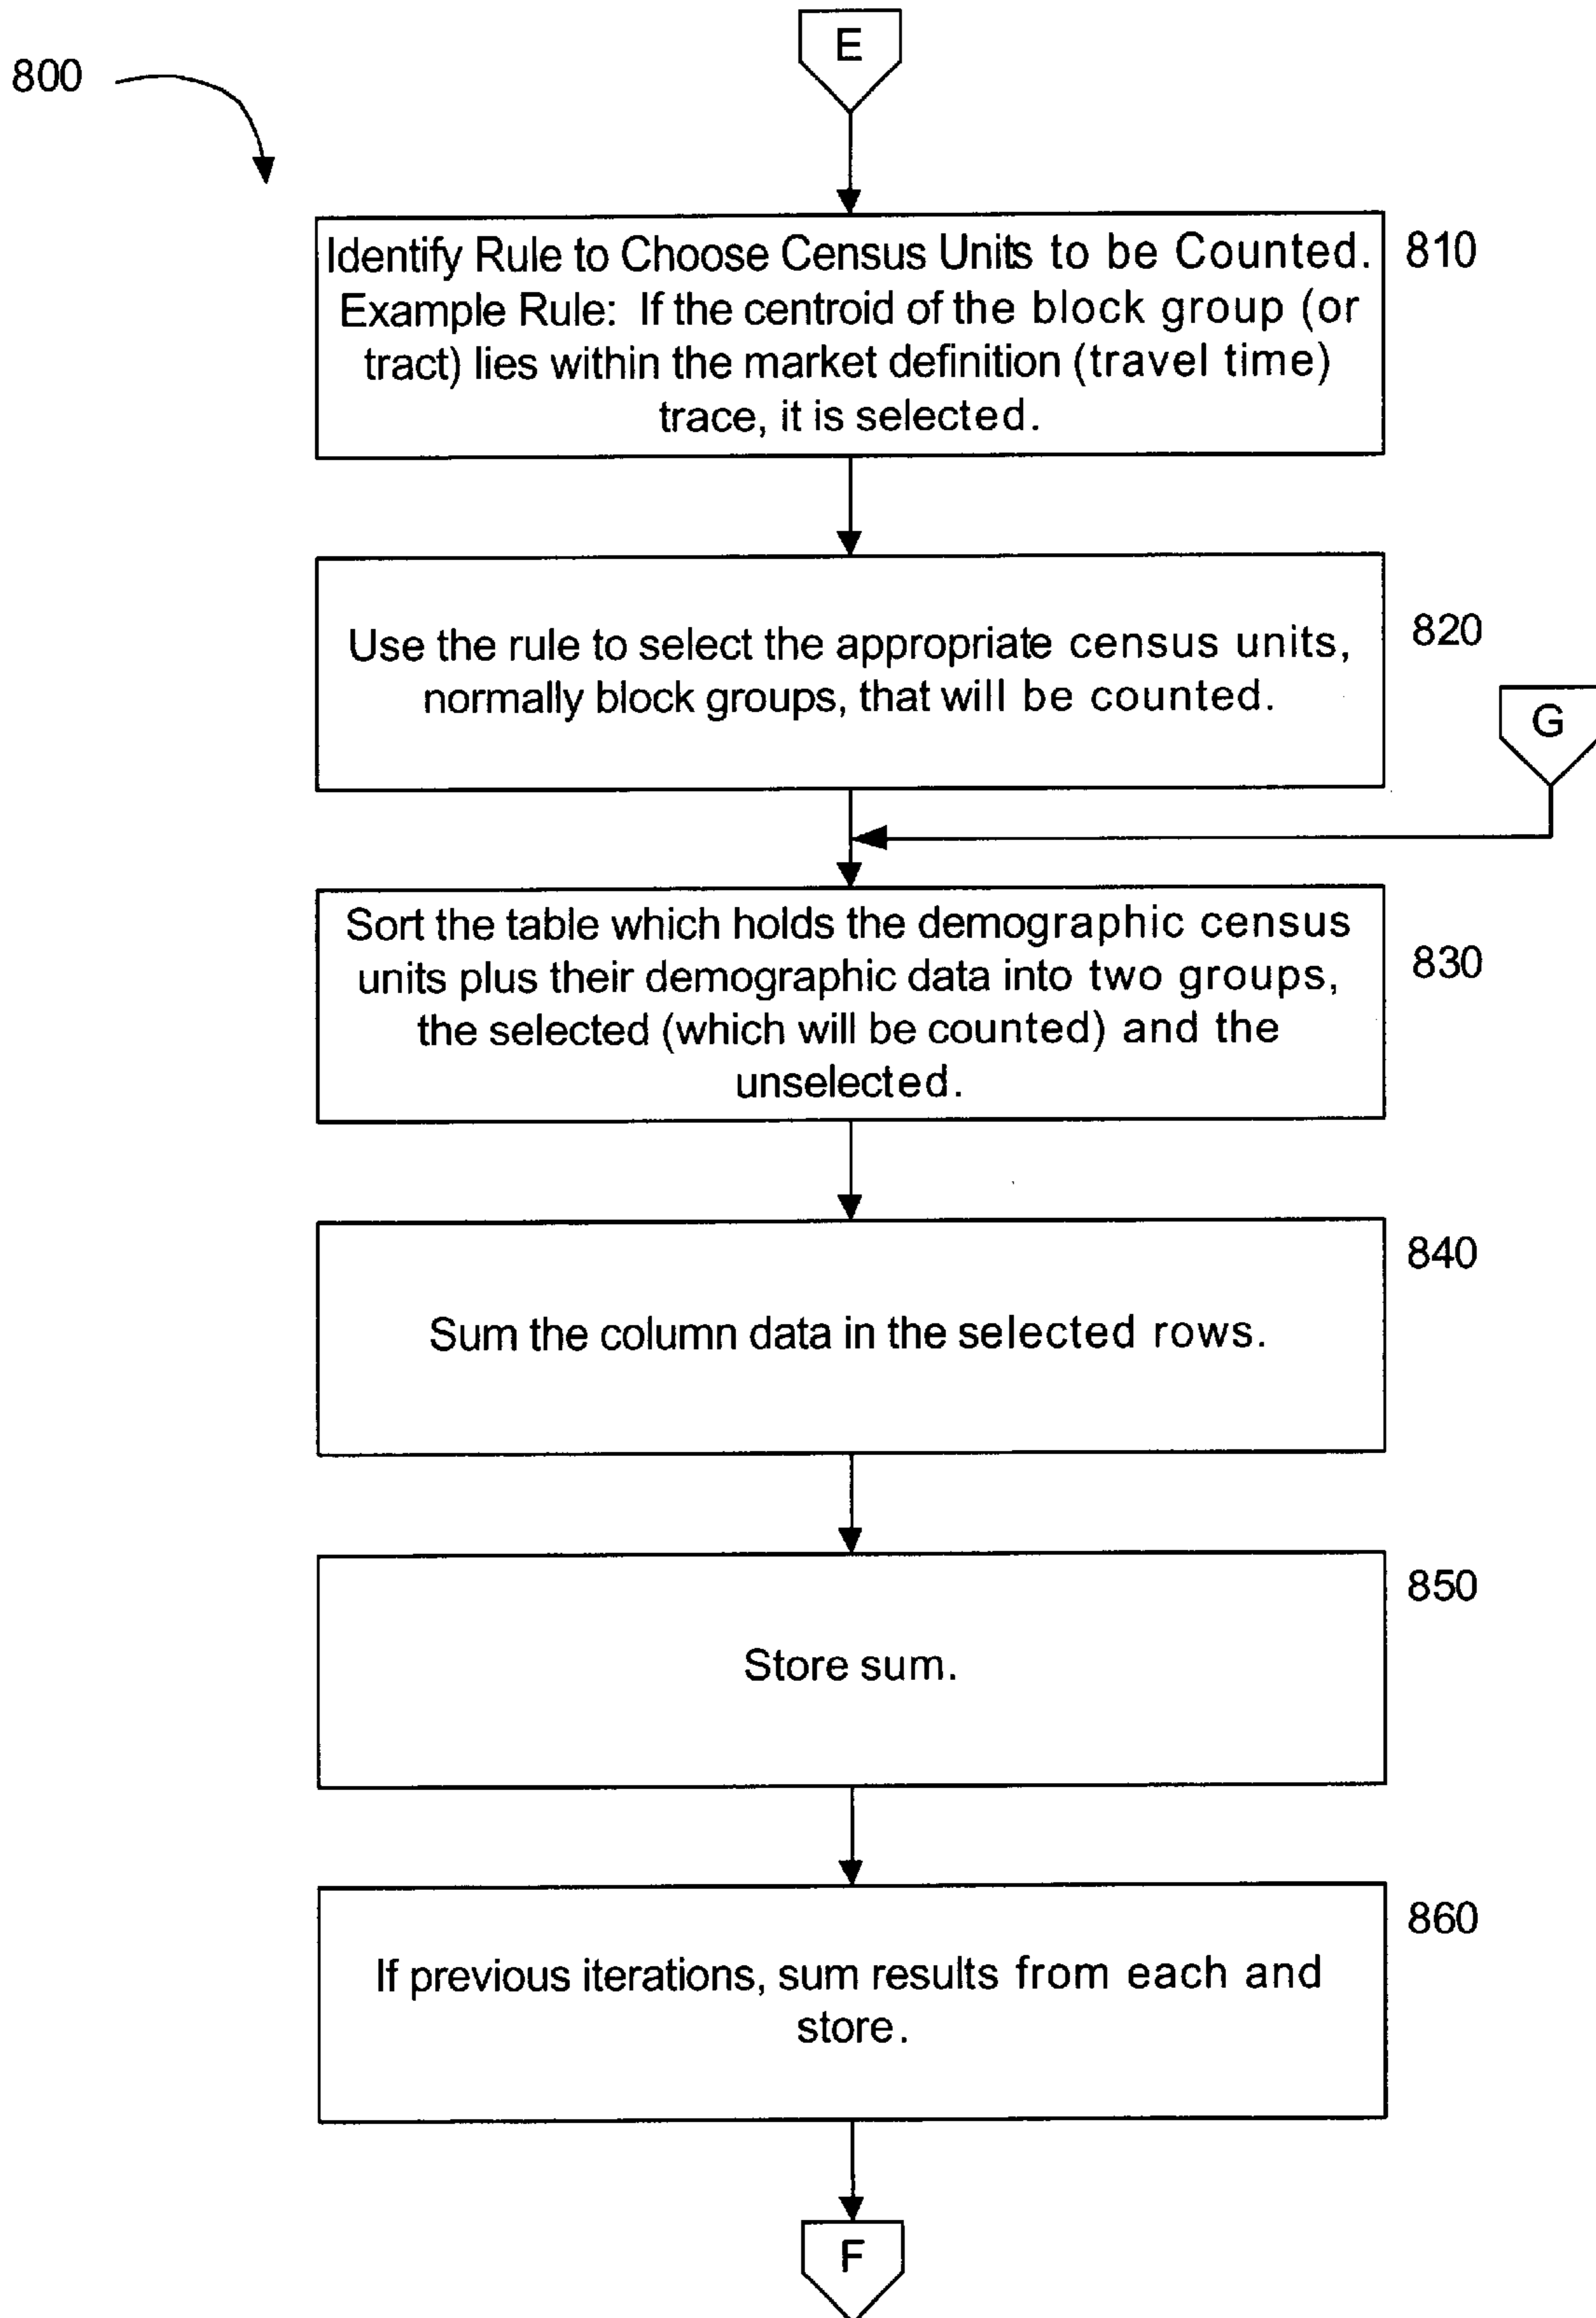 E
800
Identify Rule to Choose Census Units to be Counted.
810
Example Rule: If the centroid of the block group (or
tract) lies within the market definition (travel time)
trace, it is selected.
Use the rule to select the appropriate census units,
820
normally block groups, that will be counted.
G
Sort the table which holds the demographic census
units plus their demographic data into two groups,
830
the selected (which will be counted) and the
unselected.
840
Sum the column data in the selected rows.
850
Store sum.
860
If previous iterations, sum results from each and
store.
F